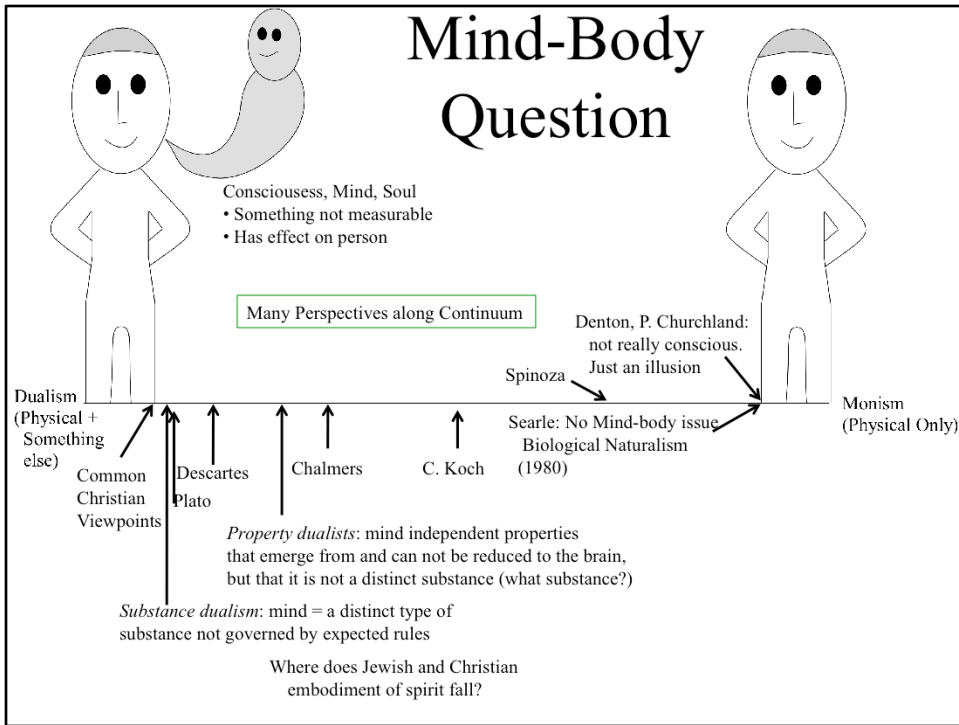 Mind-Body
Question
Consciousess, Mind, Soul
• Something not measurable
• Has effect on person
Many Perspectives along Continuum
Denton, P. Churchland:
not really conscious.
Just an illusion
Spinoza
Dualism
(Physical +
Something
else)
Monism
(Physical Only)
Searle: No Mind-body issue
Biological Naturalism
(1980)
Common
Christian
Viewpoints
Descartes
Plato
Chalmers
C. Koch
Property dualists: mind independent properties
that emerge from and can not be reduced to the brain,
but that it is not a distinct substance (what substance?)
Substance dualism: mind = a distinct type of
substance not governed by expected rules
Where does Jewish and Christian
embodiment of spirit fall?